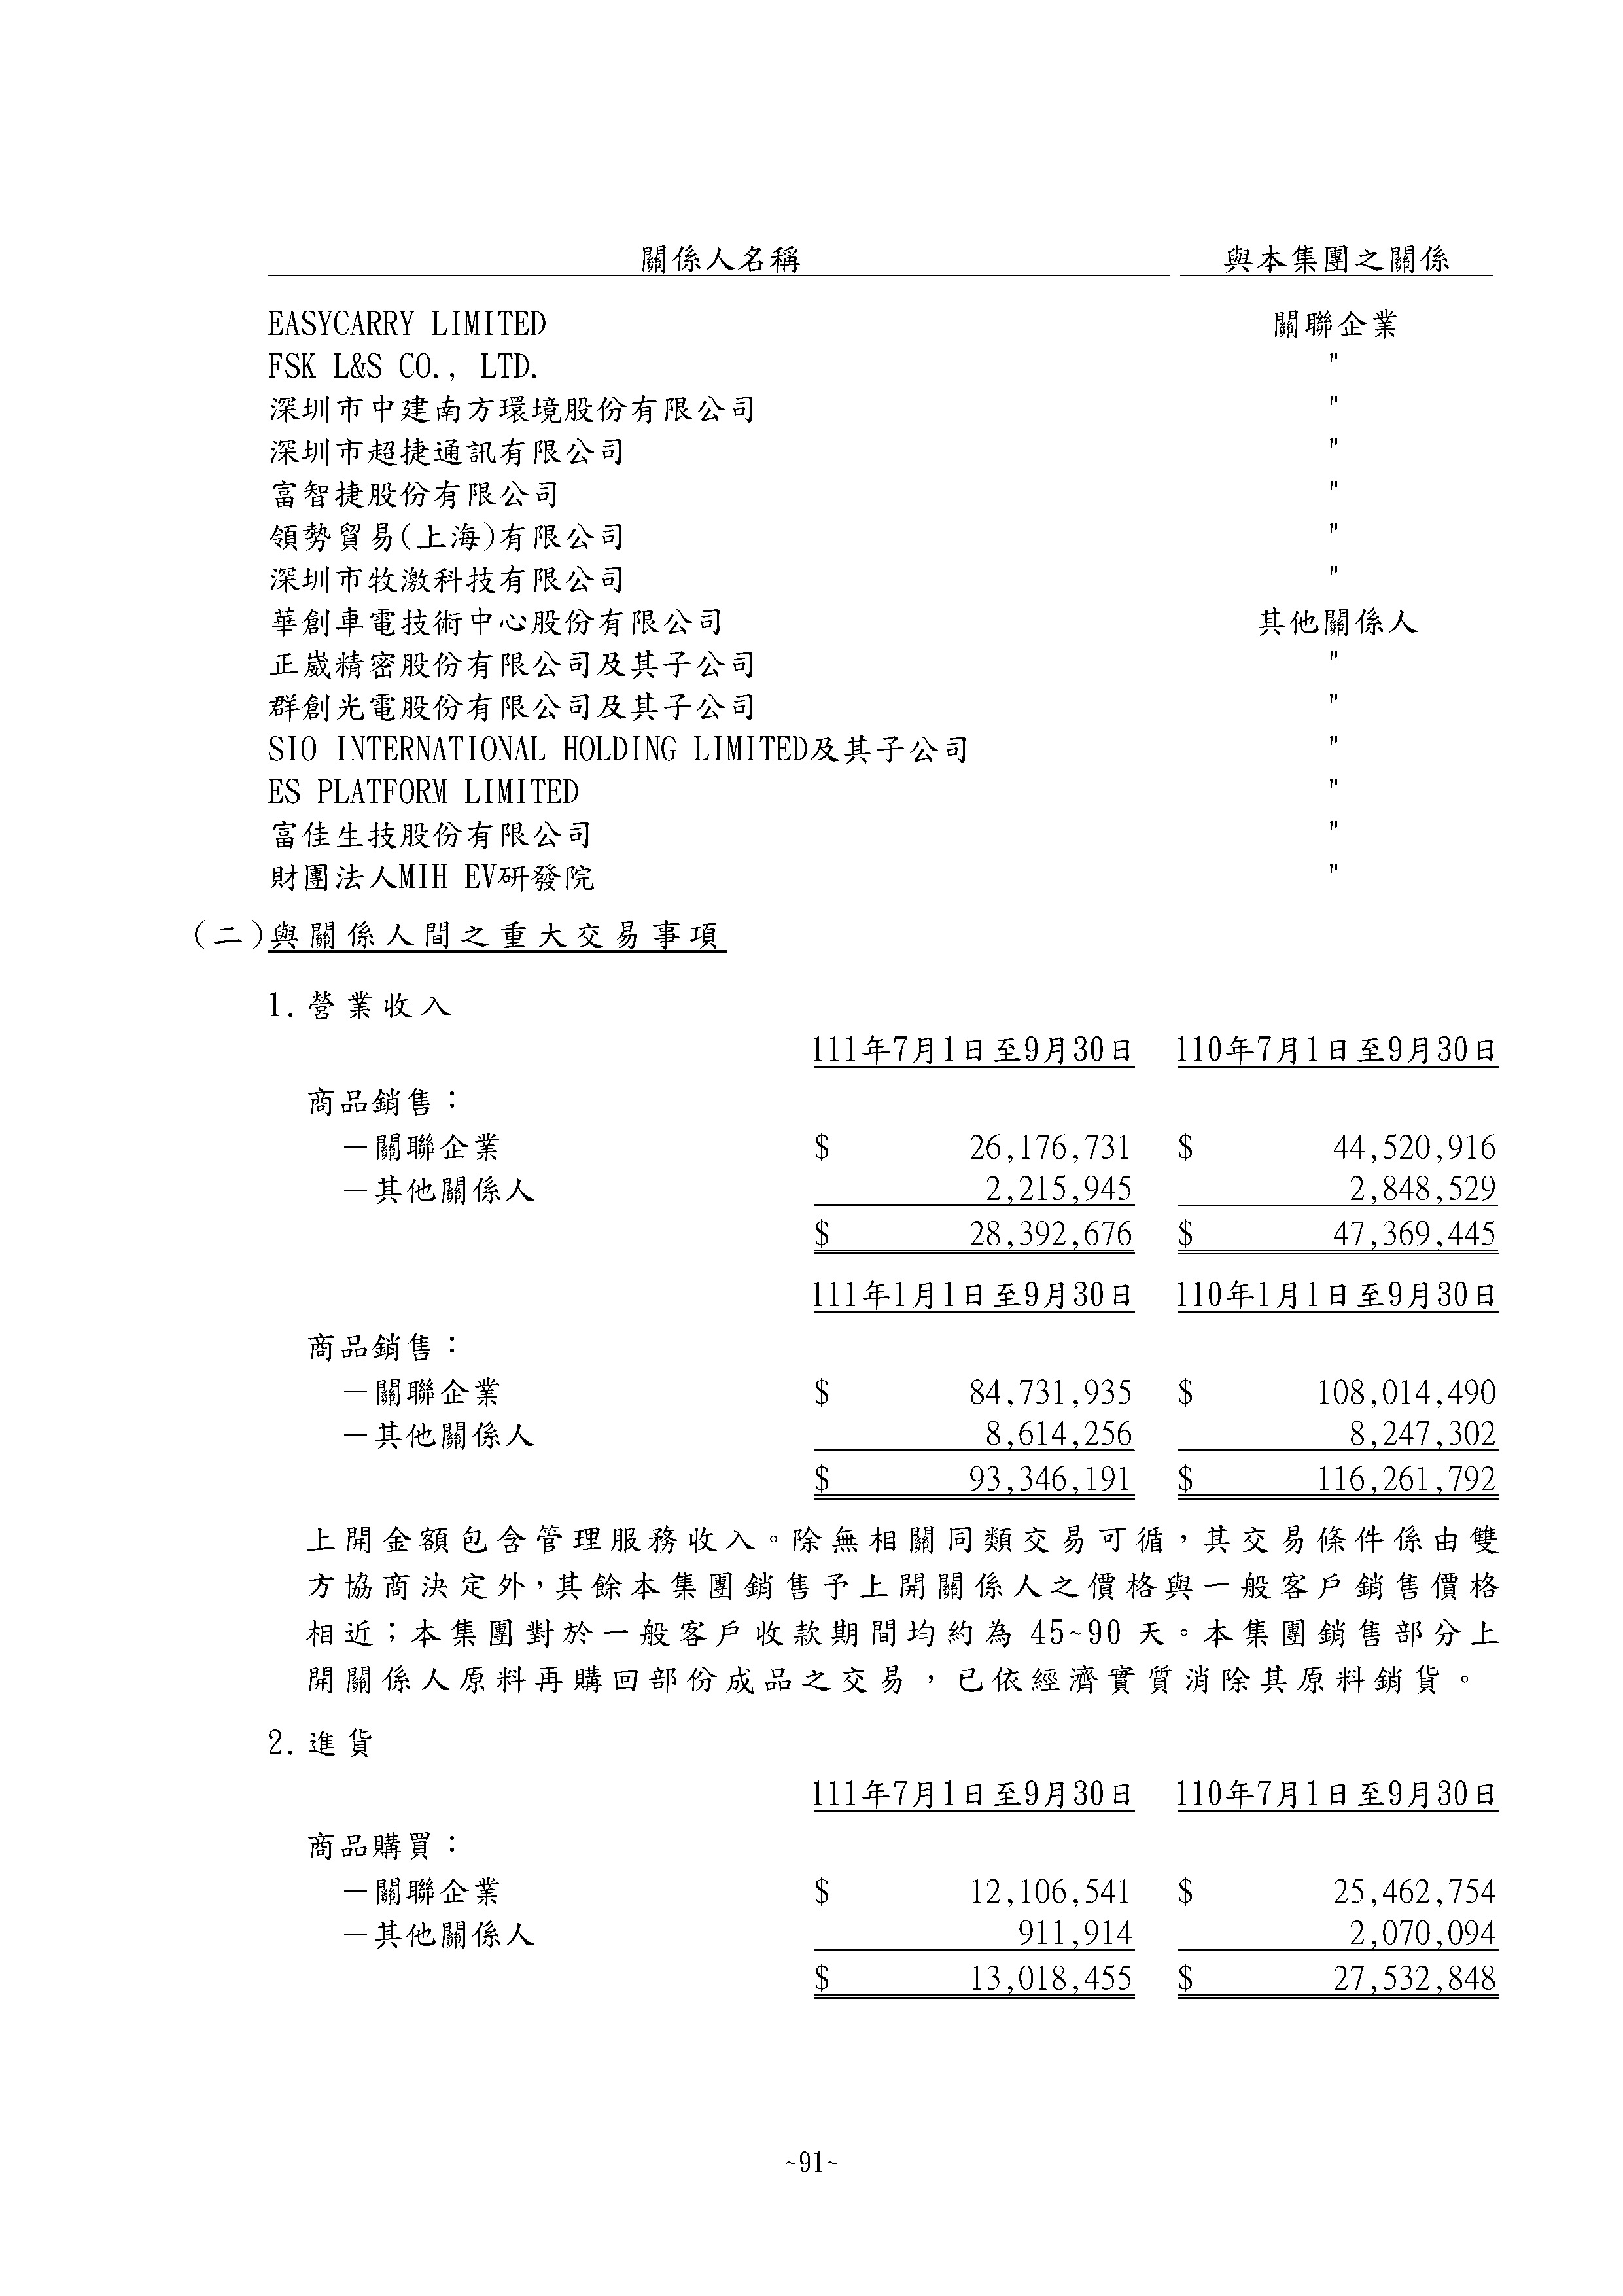 關係人名稱 與本集團之關係
EASYCARRY LIMITED 關聯企業
FSK L&S CO., LTD. "
深圳市中建南方環境股份有限公司 "
深圳市超捷通訊有限公司 "
富智捷股份有限公司 "
領勢貿易(上海)有限公司 "
深圳市牧激科技有限公司 "
華創車電技術中心股份有限公司 其他關係人
正崴精密股份有限公司及其子公司 "
群創光電股份有限公司及其子公司 "
SIO INTERNATIONAL HOLDING LIMITED及其子公司 "
ES PLATFORM LIMITED "
富佳生技股份有限公司 "
財團法人MIH EV研發院 "
(二)與關係人間之重大交易事項
1.營業收入
111年7月1日至9月30日 110年7月1日至9月30日
商品銷售：
－關聯企業 $ 26,176,731 $ 44,520,916
－其他關係人 2,215,945 2,848,529
$ 28,392,676 $ 47,369,445
111年1月1日至9月30日 110年1月1日至9月30日
商品銷售：
－關聯企業 $ 84,731,935 $ 108,014,490
－其他關係人 8,614,256 8,247,302
$ 93,346,191 $ 116,261,792
上開金額包含管理服務收入。除無相關同類交易可循，其交易條件係由雙
方協商決定外，其餘本集團銷售予上開關係人之價格與一般客戶銷售價格
相近；本集團對於一般客戶收款期間均約為 45~90 天。本集團銷售部分上
開關係人原料再購回部份成品之交易，已依經濟實質消除其原料銷貨。
2.進貨
111年7月1日至9月30日 110年7月1日至9月30日
商品購買：
－關聯企業 $ 12,106,541 $ 25,462,754
－其他關係人 911,914 2,070,094
$ 13,018,455 $ 27,532,848
~91~